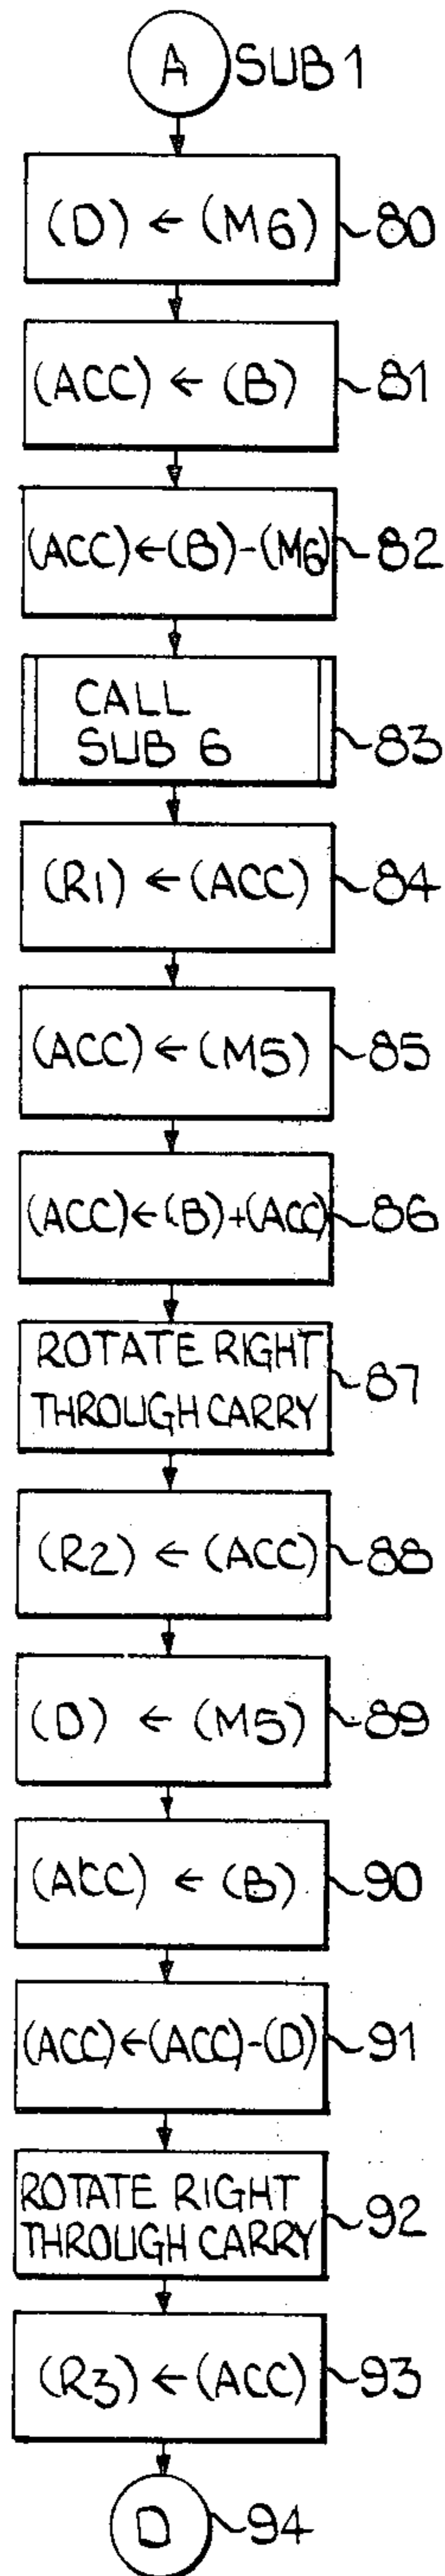 A SUB 1
(D) ← (M6) 80
(ACC) ← (B) 81
(ACC)←(B)-(M6) 82
CALL
SUB 6 83
(R1) ← (ACC) 84
(ACC) ← (M5) 85
(ACC)←(B)+(ACC) 86
ROTATE RIGHT
THROUGH CARRY 87
(R2) ← (ACC) 88
(D) ← (M5) 89
(ACC) ← (B) 90
(ACC)←(ACC)-(D) 91
ROTATE RIGHT
THROUGH CARRY 92
(R3) ← (ACC) 93
D 94